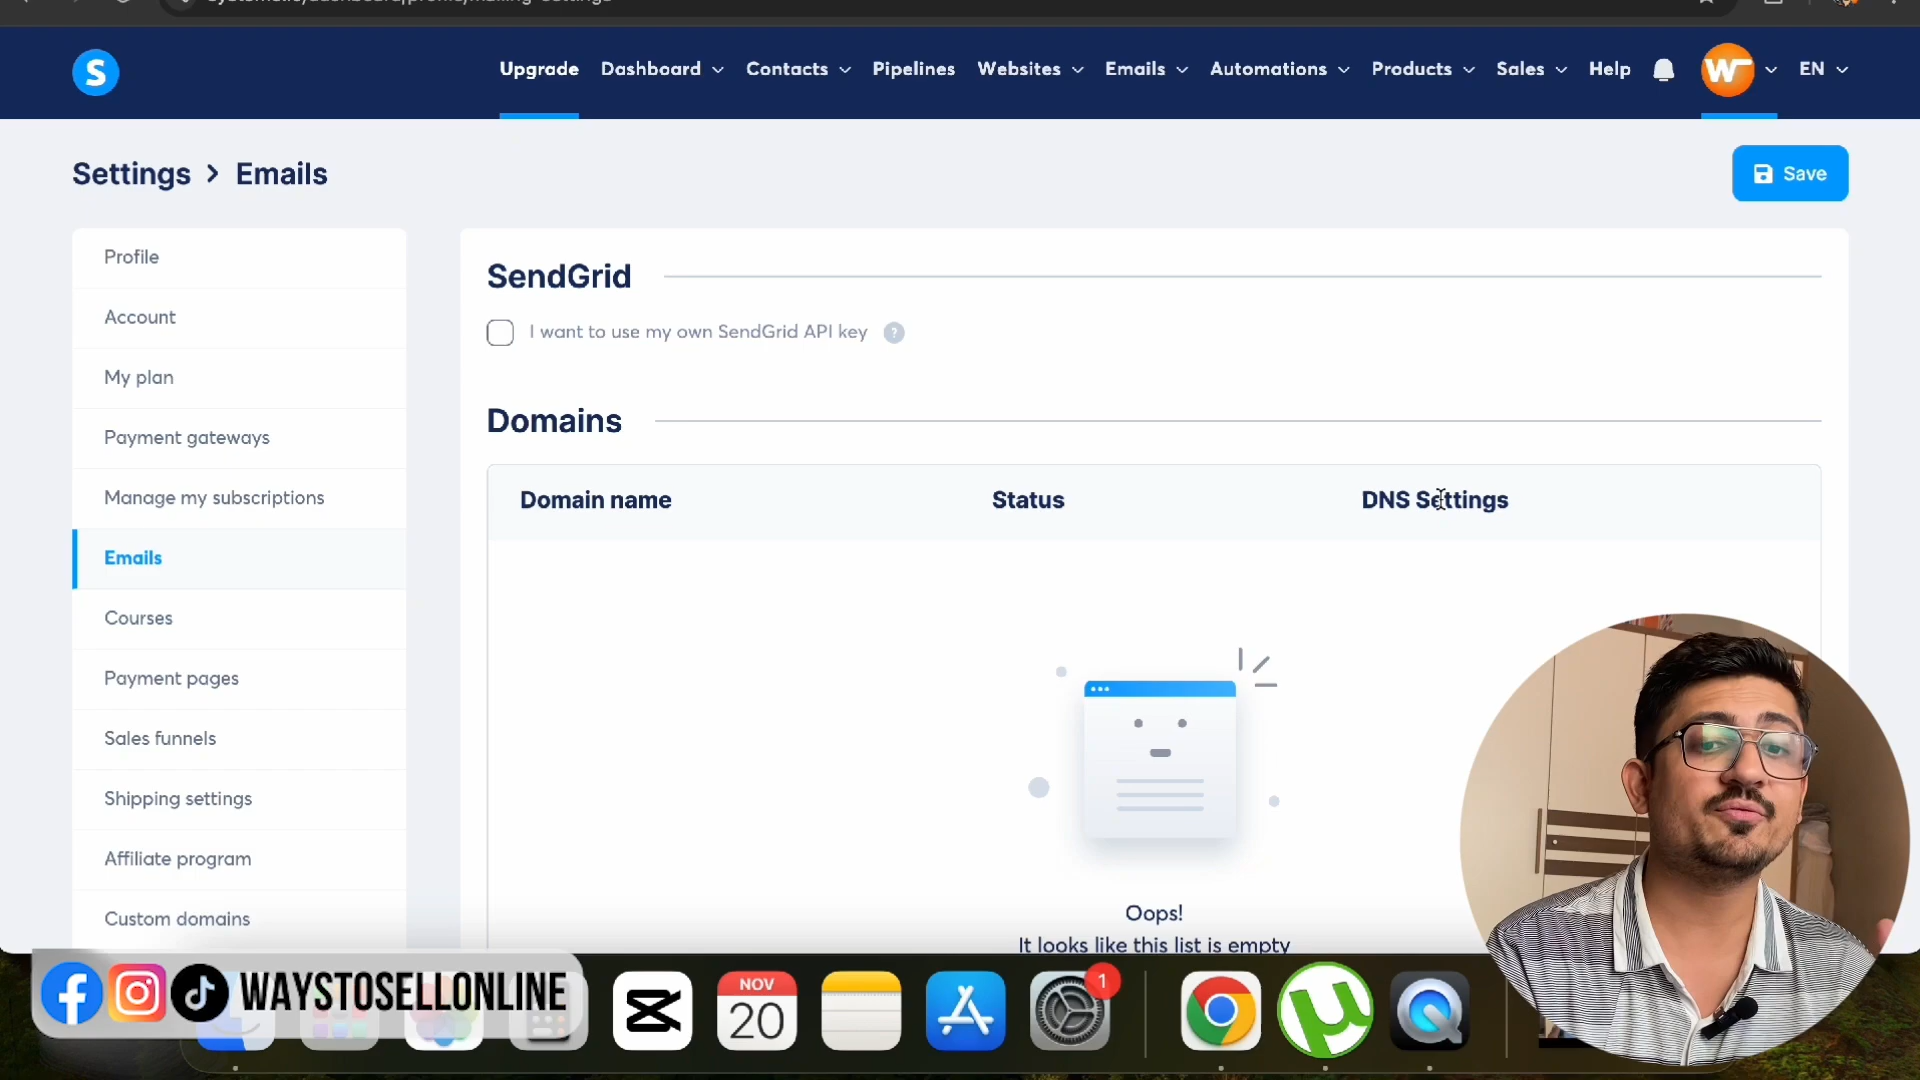 S
Upgrade
Dashboard
Contacts
Pipelines
Websites
Emails
Automations
Products
Sales
Help
W
EN
Settings > Emails
Save
Profile
Account
My plan
Payment gateways
Manage my subscriptions
Emails
Courses
Payment pages
Sales funnels
Shipping settings
Affiliate program
Custom domains
SendGrid
I want to use my own SendGrid API key
?
Domains
Domain name
Status
DNS Settings
Oops!
It looks like this list is empty
WAYSTOSELLONLINE
NOV
20
1